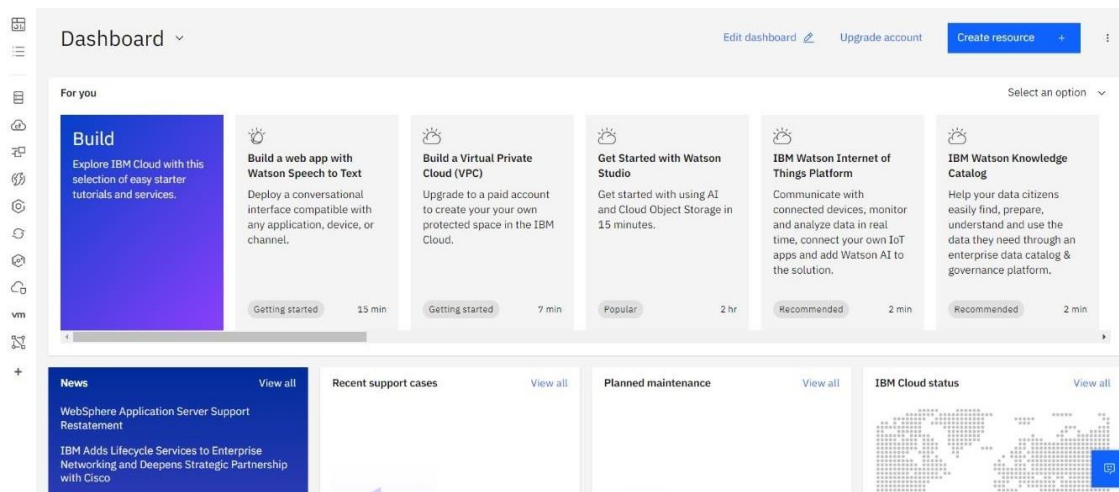 Dashboard
Edit dashboard
Upgrade account
Create resource +
For you
Select an option
Build
Explore IBM Cloud with this
selection of easy starter
tutorials and services.
Build a web app with
Watson Speech to Text
Deploy a conversational
interface compatible with
any application, device, or
channel.
Getting started
15 min
Build a Virtual Private
Cloud (VPC)
Upgrade to a paid account
to create your your own
protected space in the IBM
Cloud.
Getting started
7 min
Get Started with Watson
Studio
Get started with using AI
and Cloud Object Storage in
15 minutes.
Popular
2 hr
IBM Watson Internet of
Things Platform
Communicate with
connected devices, monitor
and analyze data in real
time, connect your own IoT
apps and add Watson AI to
the solution.
Recommended
2 min
IBM Watson Knowledge
Catalog
Help your data citizens
easily find, prepare,
understand and use the
data they need through an
enterprise data catalog &
governance platform.
Recommended
2 min
vm
News
View all
WebSphere Application Server Support
Restatement
IBM Adds Lifecycle Services to Enterprise
Networking and Deepens Strategic Partnership
with Cisco
Recent support cases
View all
Planned maintenance
View all
IBM Cloud status
View all